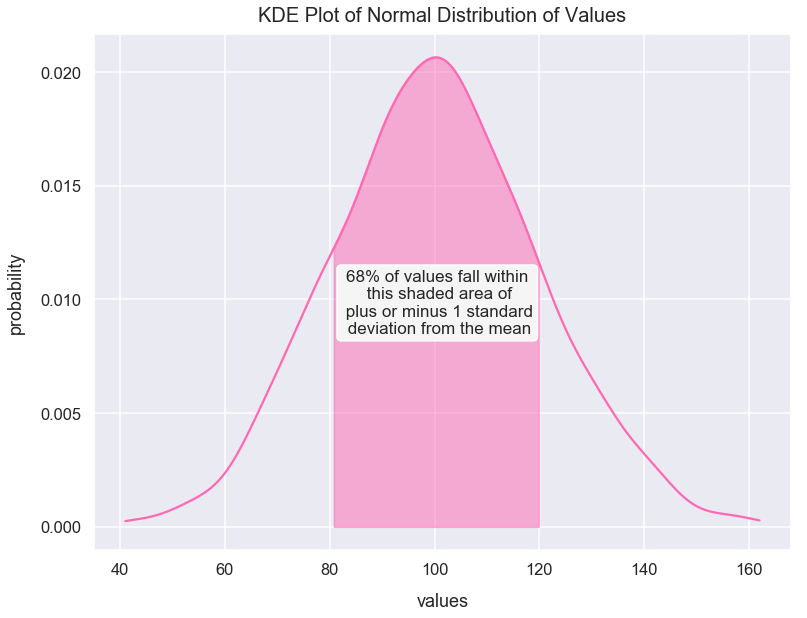 KDE Plot of Normal Distribution of Values
0.020
0.015
0.010
0.005
0.000
probability
68% of values fall within
this shaded area of
plus or minus 1 standard
deviation from the mean
40 60 80 100 120 140 160
values